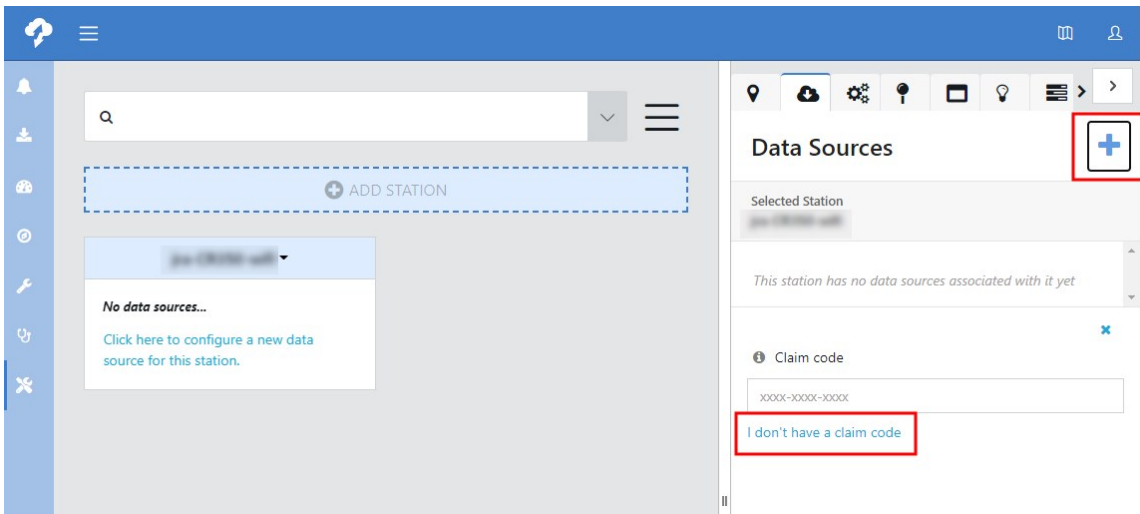 ADD STATION
No data sources...
Click here to configure a new data
source for this station.
Data Sources
Selected Station
This station has no data sources associated with it yet
Claim code
xxxx-xxxx-xxxx
I don't have a claim code